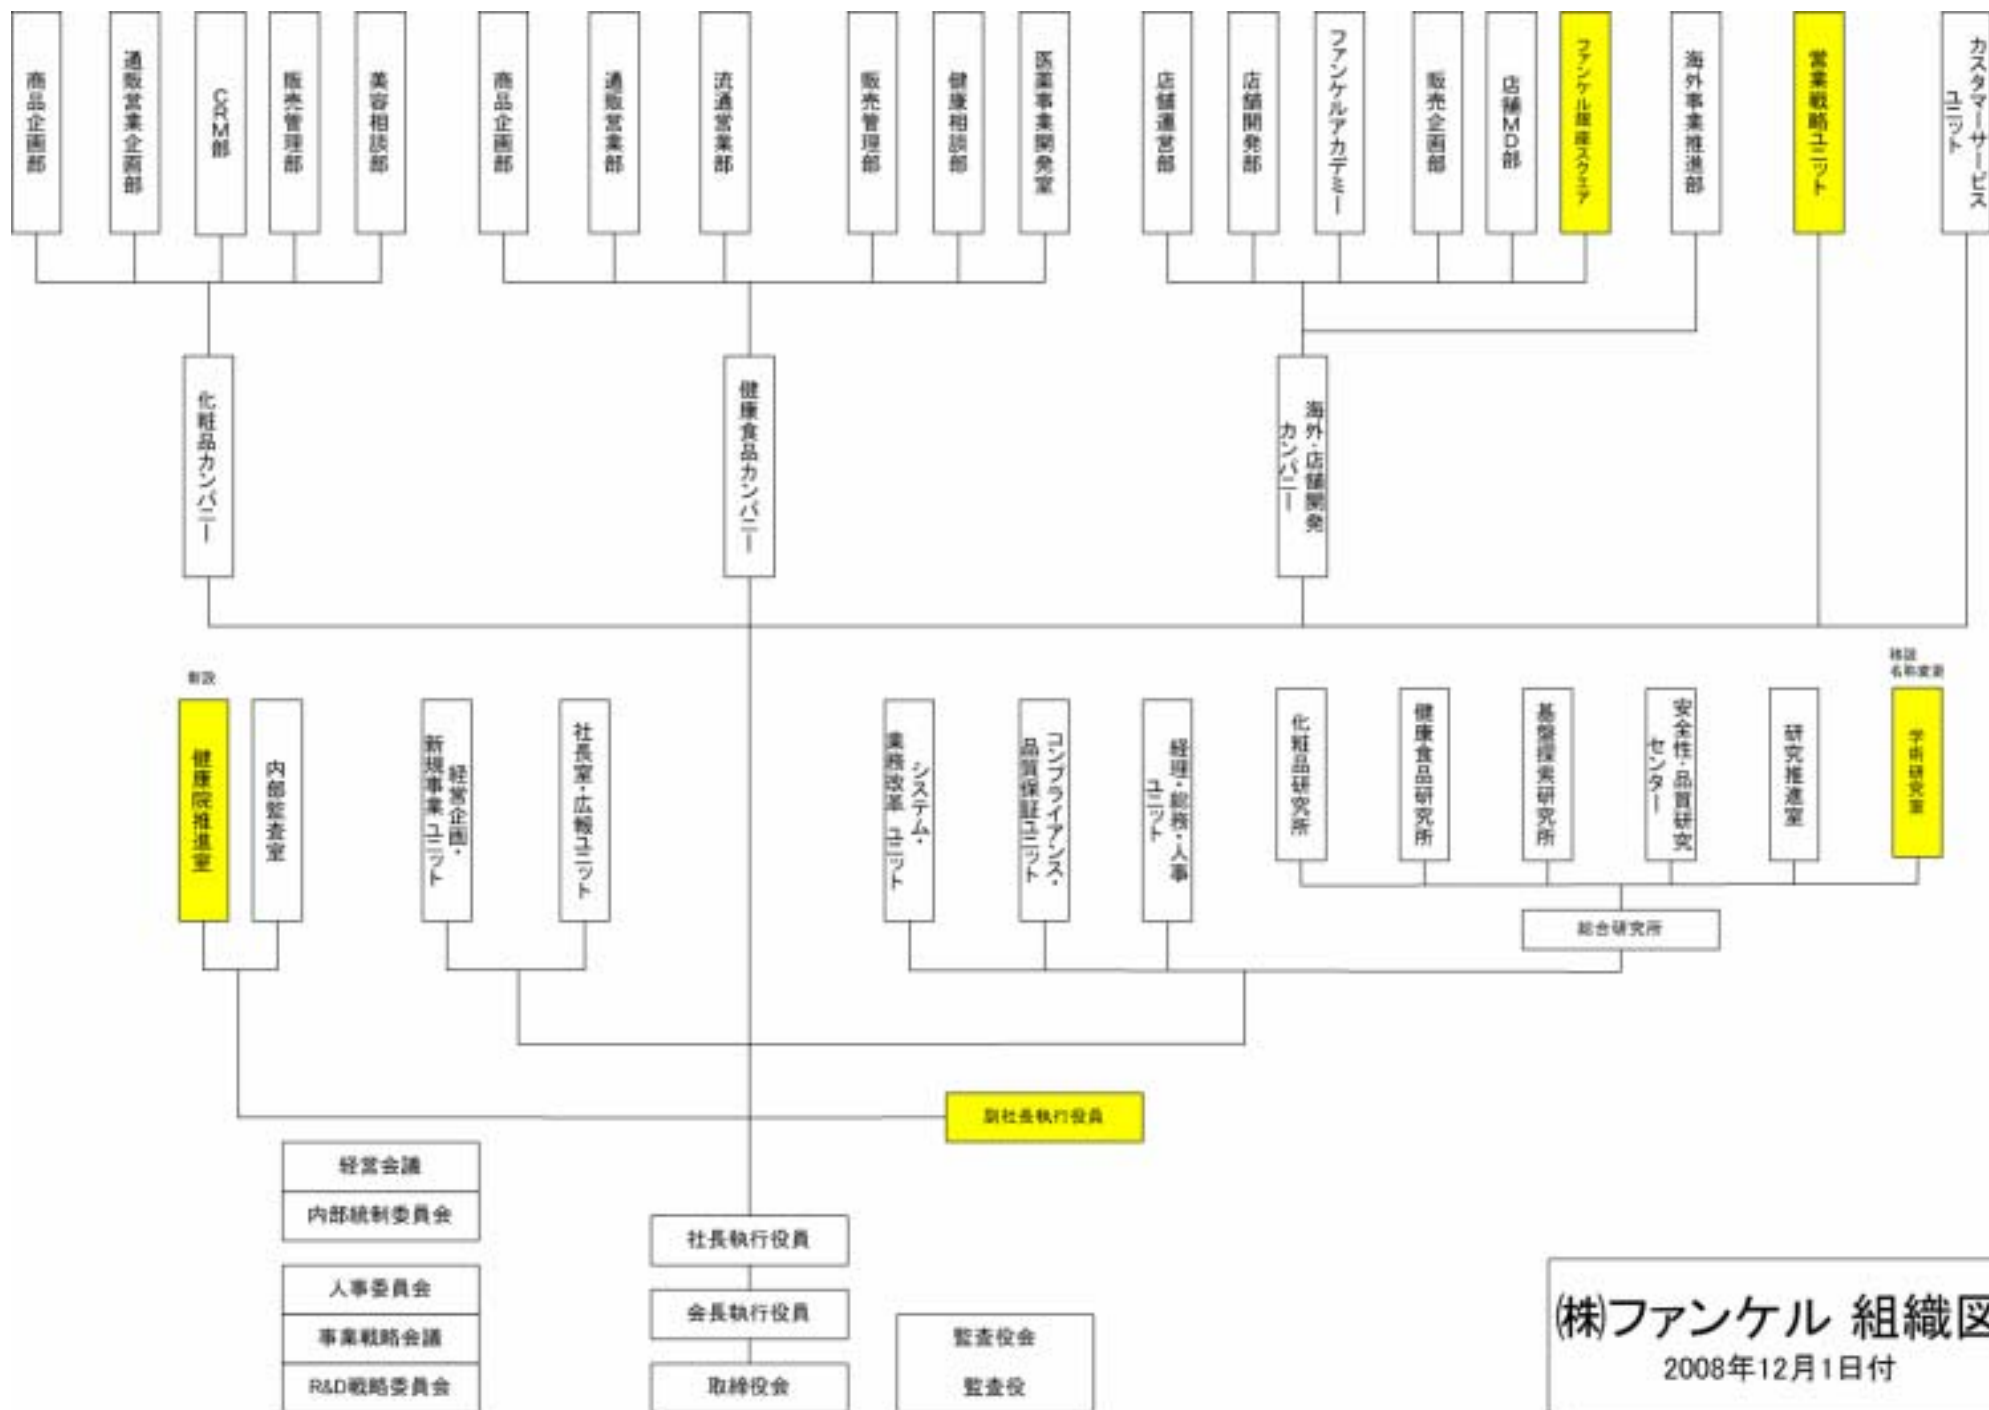 商品企画部
通販営業企画部
CRM部
販売管理部
美容相談部
商品企画部
通販営業部
流通営業部
販売管理部
健康相談部
医薬事業開発室
店舗運営部
店舗開発部
ファンケルアカデミー
販売企画部
店舗MD部
ファンケル銀座スクエア
海外事業推進部
営業戦略ユニット
カスタマーサービス
ユニット
化粧品カンパニー
健康食品カンパニー
海外・店舗開発
カンパニー
新設
健康院推進室
内部監査室
経営企画・
新規事業 ユニット
社長室・広報ユニット
システム・
業務改革 ユニット
コンプライアンス・
品質保証ユニット
経理・総務・人事
ユニット
化粧品研究所
健康食品研究所
基盤探索研究所
安全性・品質研究
センター
研究推進室
移設
名称変更
学術研究室
総合研究所
副社長執行役員
経営会議
内部統制委員会
社長執行役員
人事委員会
事業戦略会議
R&D戦略委員会
会長執行役員
取締役会
監査役会
監査役
㈱ファンケル 組織図
2008年12月1日付